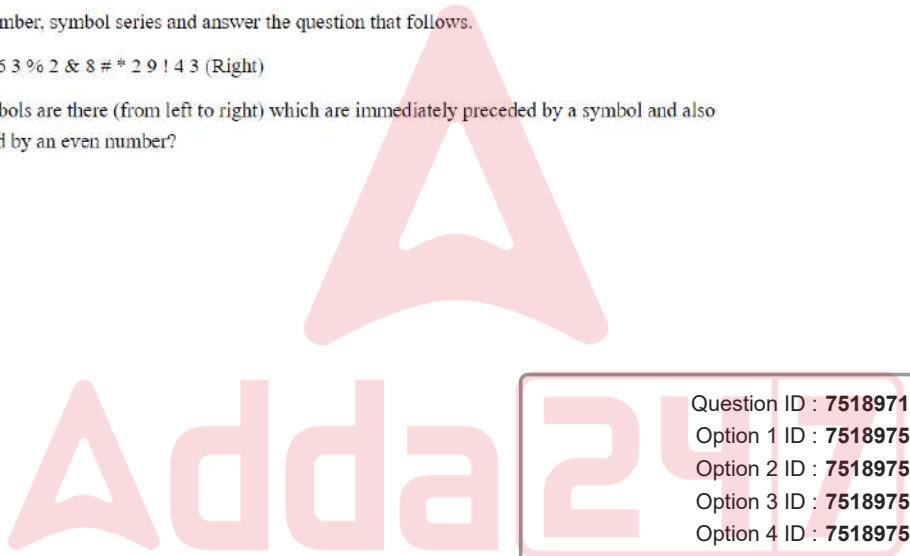 mber, symbol series and answer the question that follows.
3 % 2 & 8 # * 2 9 ! 4 3 (Right)
bols are there (from left to right) which are immediately preceded by a symbol and also
by an even number?
Adda247
Question ID : 7518971
Option 1 ID : 7518975
Option 2 ID : 7518975
Option 3 ID : 7518975
Option 4 ID : 7518975